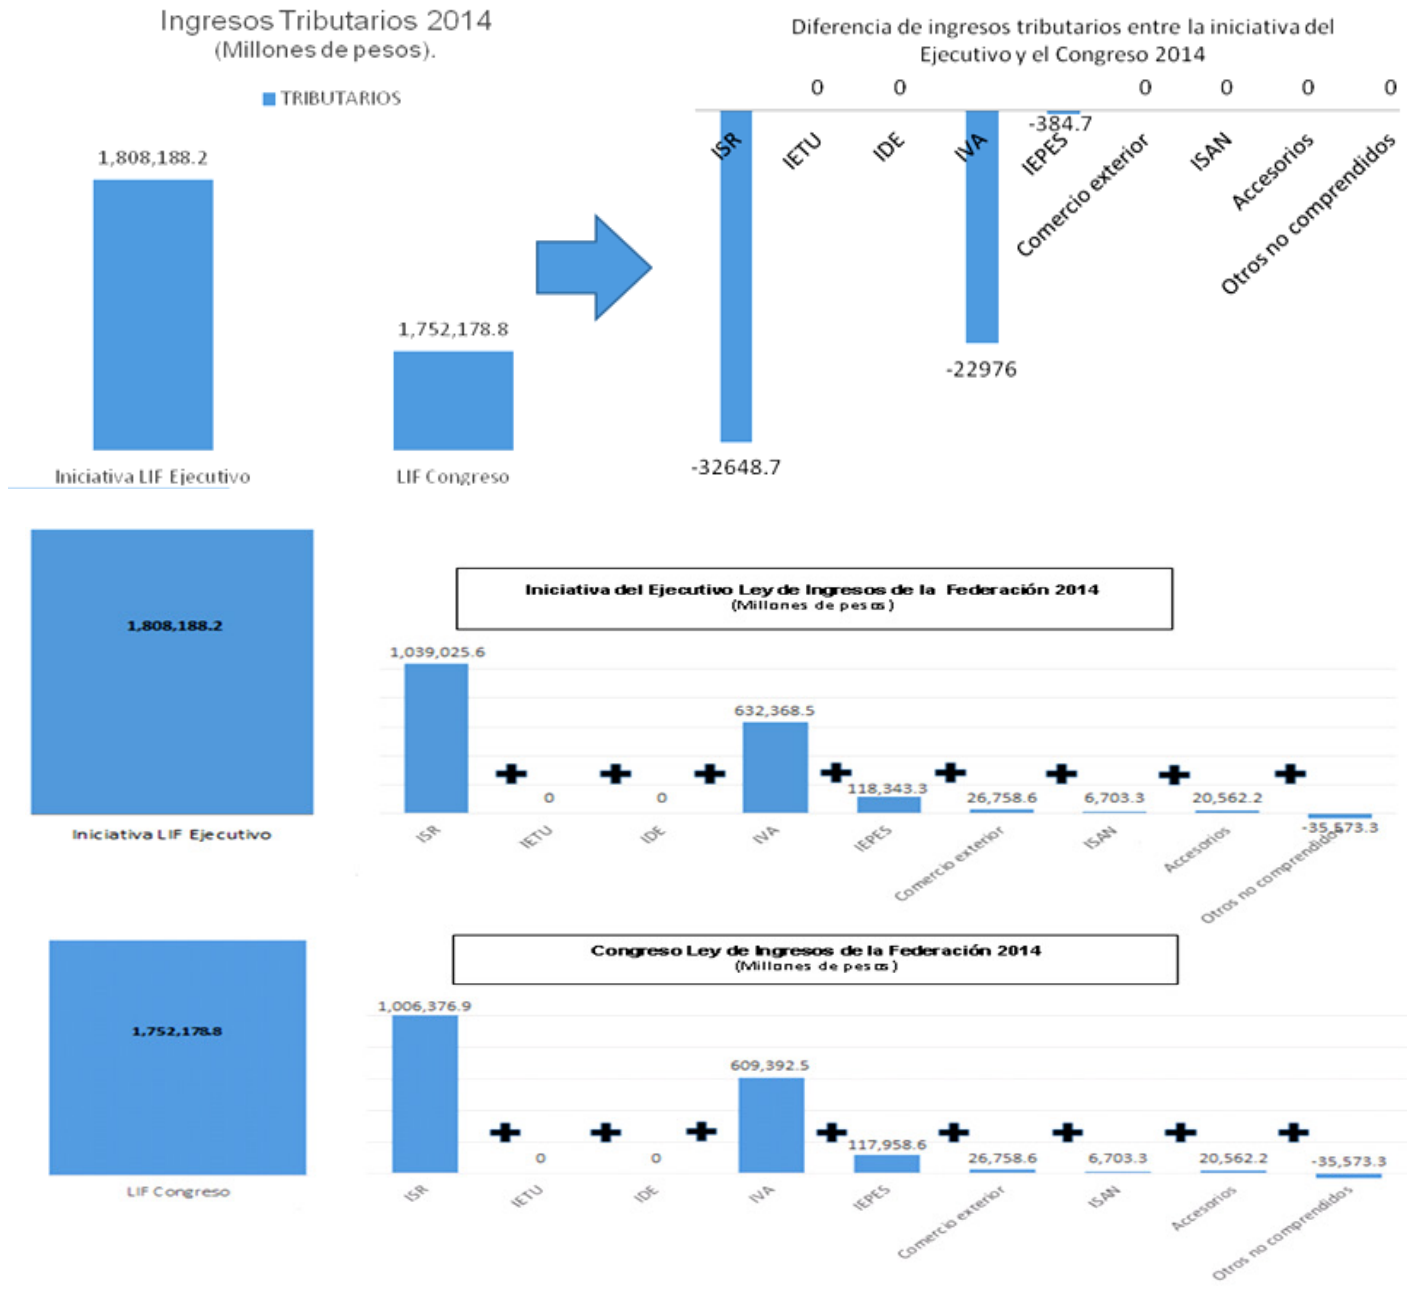 Ingresos Tributarios 2014
(Millones de pesos).
TRIBUTARIOS
1,808,188.2
1,752,178.8
Iniciativa LIF Ejecutivo
LIF Congreso
Diferencia de ingresos tributarios entre la iniciativa del
Ejecutivo y el Congreso 2014
0
0
0
0
0
0
-384.7
ISR
IETU
IDE
IVA
IEPES
Comercio exterior
ISAN
Accesorios
Otros no comprendidos
-22976
-32648.7
1,808,188.2
Iniciativa LIF Ejecutivo
Iniciativa del Ejecutivo Ley de Ingresos de la Federación 2014
(Millones de pesos)
1,039,025.6
0
0
632,368.5
118,343.3
26,758.6
6,703.3
20,562.2
-35,573.3
ISR
IETU
IDE
IVA
IEPES
Comercio exterior
ISAN
Accesorios
Otros no comprendidos
1,752,178.8
LIF Congreso
Congreso Ley de Ingresos de la Federación 2014
(Millones de pesos)
1,006,376.9
0
0
609,392.5
117,958.6
26,758.6
6,703.3
20,562.2
-35,573.3
ISR
IETU
IDE
IVA
IEPES
Comercio exterior
ISAN
Accesorios
Otros no comprendidos